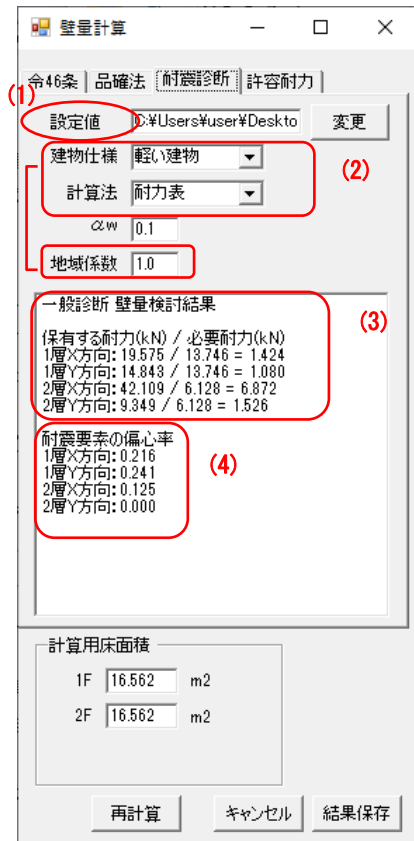 壁量計算
令46条 品確法 耐震診断 許容耐力
(1)
設定値 C:¥Users¥user¥Deskto 変更
建物仕様 軽い建物
(2)
計算法 耐力表
αw 0.1
地域係数 1.0
一般診断 壁量検討結果
(3)
保有する耐力(kN) / 必要耐力(kN)
1層X方向: 19.575 / 13.746 = 1.424
1層Y方向: 14.843 / 13.746 = 1.080
2層X方向: 42.109 / 6.128 = 6.872
2層Y方向: 9.349 / 6.128 = 1.526
耐震要素の偏心率
1層X方向: 0.216
(4)
1層Y方向: 0.241
2層X方向: 0.125
2層Y方向: 0.000
計算用床面積
1F 16.562 m2
2F 16.562 m2
再計算 キャンセル 結果保存